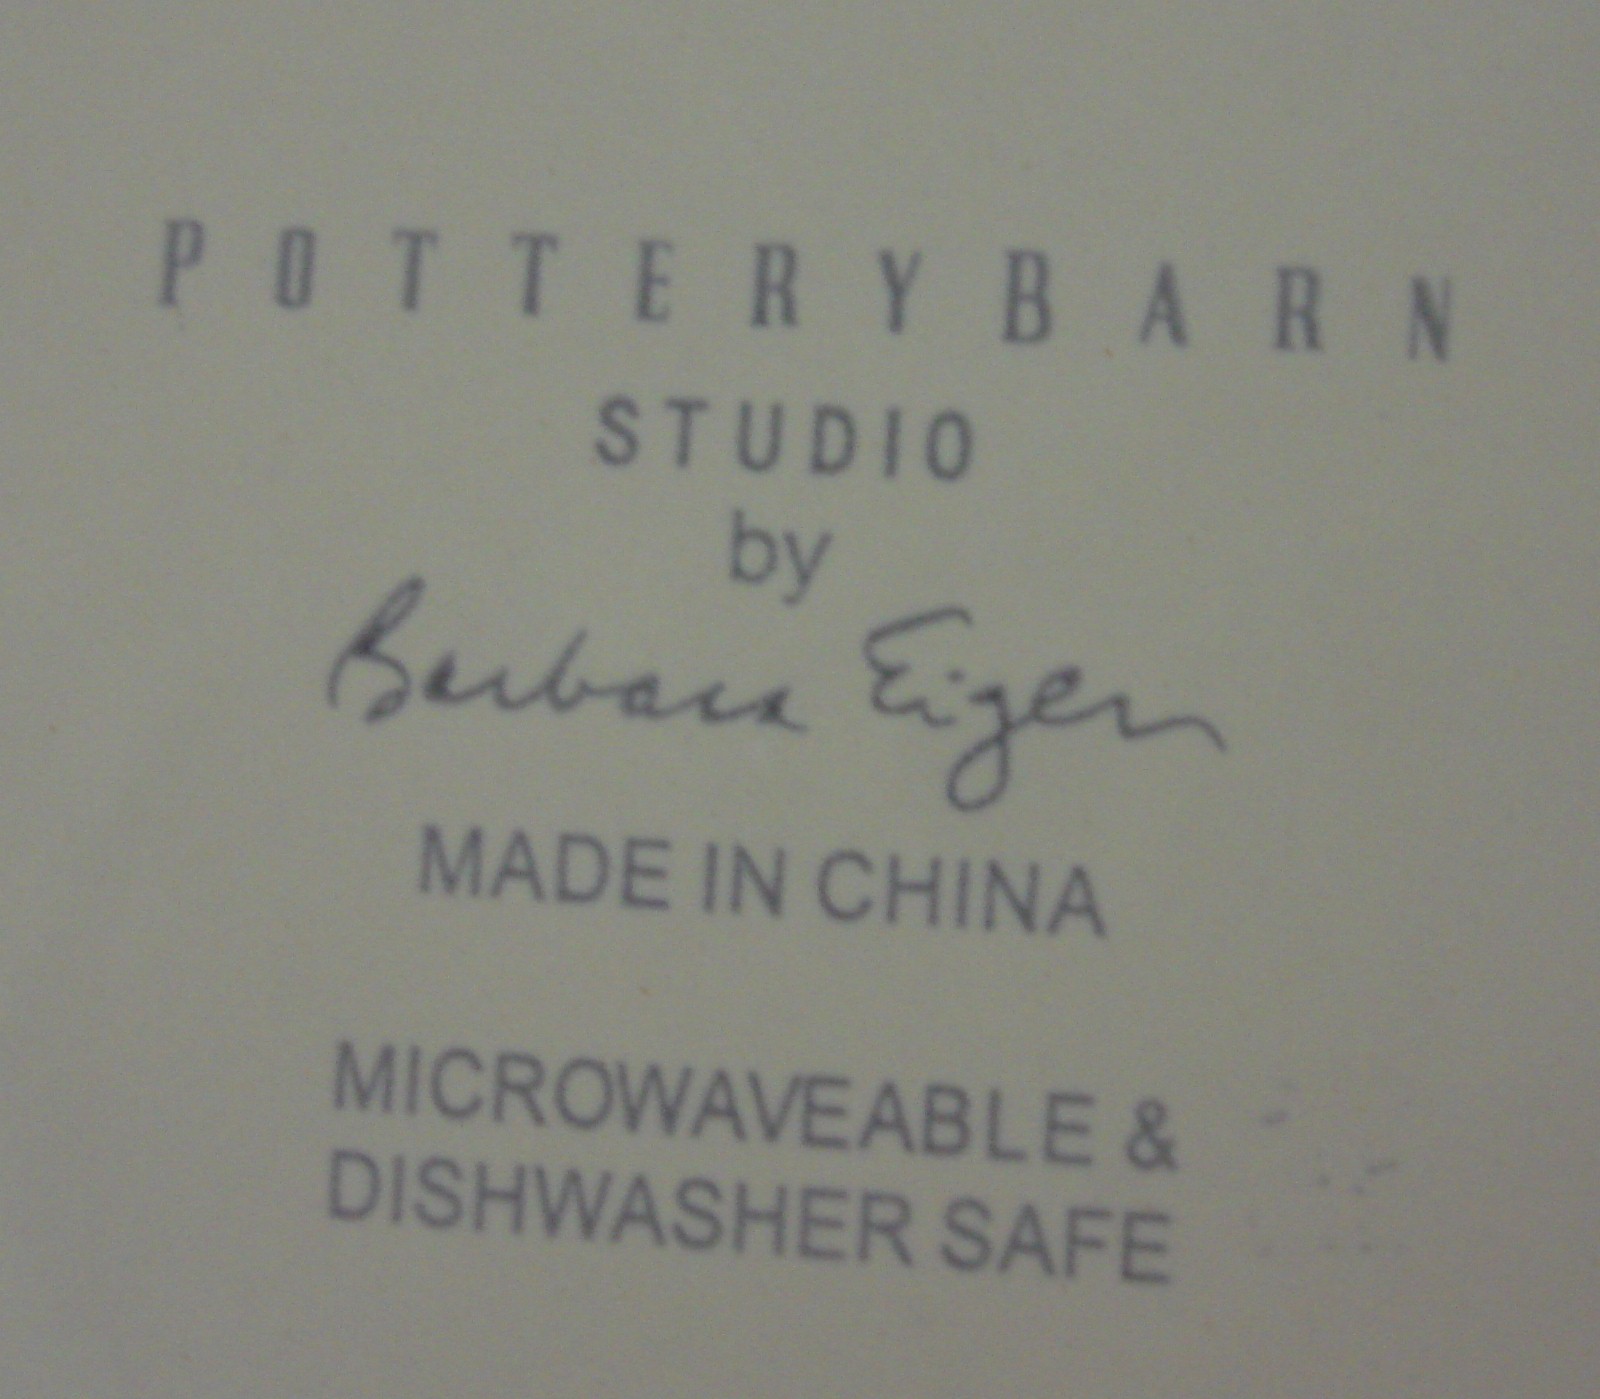 POTTERYBARN
STUDIO
by
Barbara Eigen
MADE IN CHINA
MICROWAVEABLE &
DISHWASHER SAFE